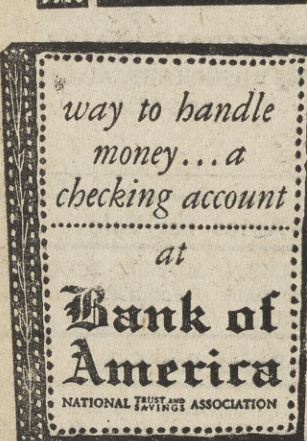 way to handle
money...a
checking account
at
Bank of
America
NATIONAL TRUST AND SAVINGS ASSOCIATION